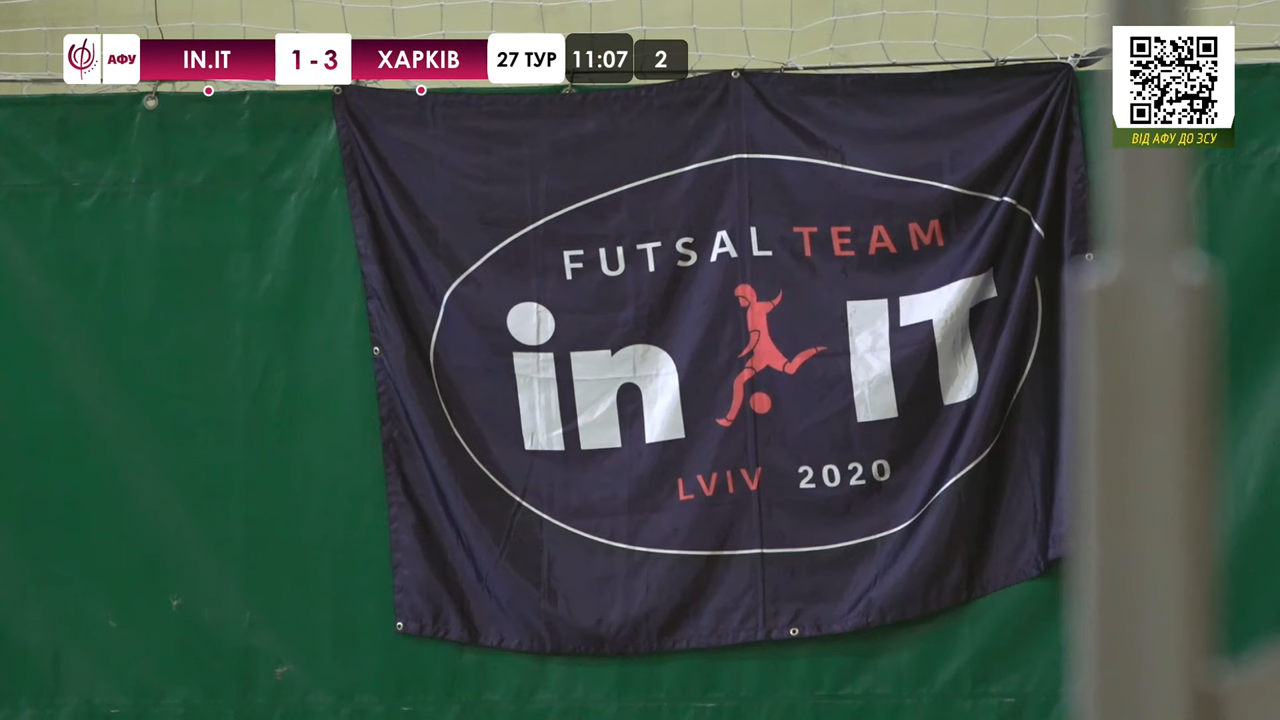 АФУ IN.IT 1 - 3 ХАРКІВ 27 ТУР 11:07 2
ВІД АФУ ДО ЗСУ
FUTSAL TEAM
in IT
LVIV 2020